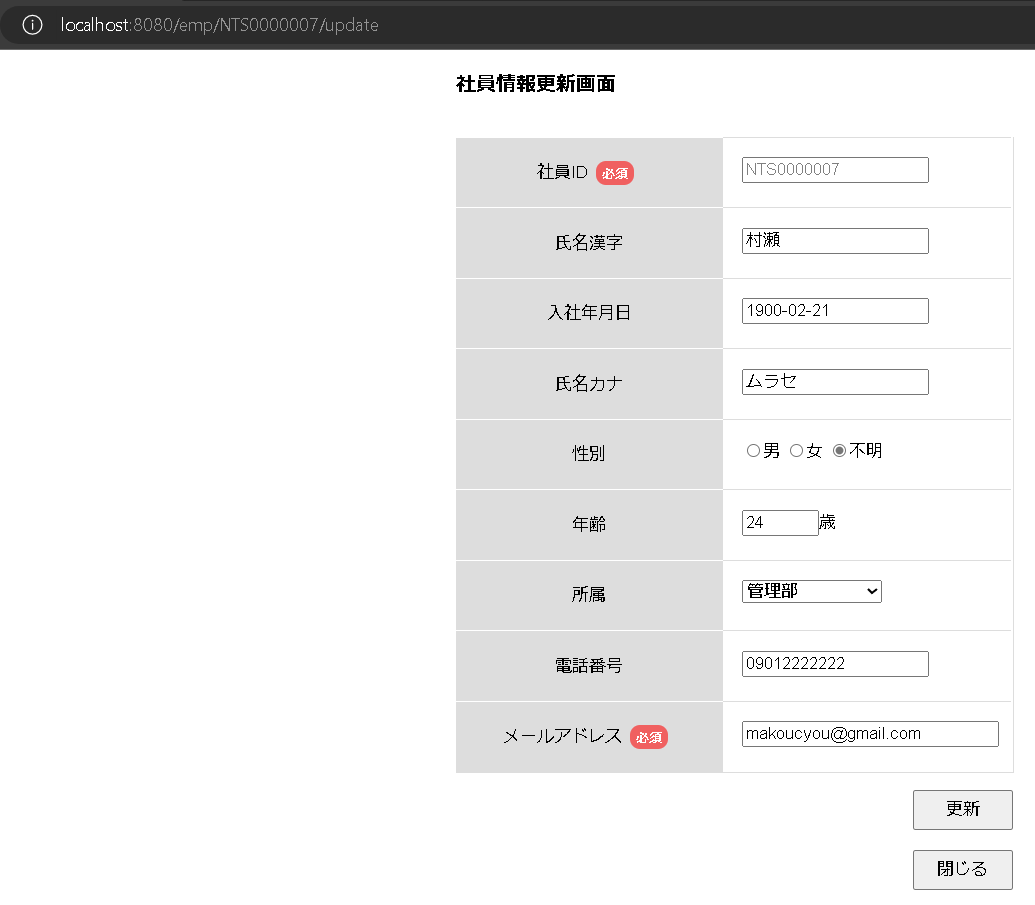 localhost:8080/emp/NTS0000007/update
社員情報更新画面
社員ID 必須 NTS0000007
氏名漢字 村瀬
入社年月日 1900-02-21
氏名カナ ムラセ
性別 男 女 不明
年齢 24 歳
所属 管理部
電話番号 09012222222
メールアドレス 必須 makoucyou@gmail.com
更新
閉じる